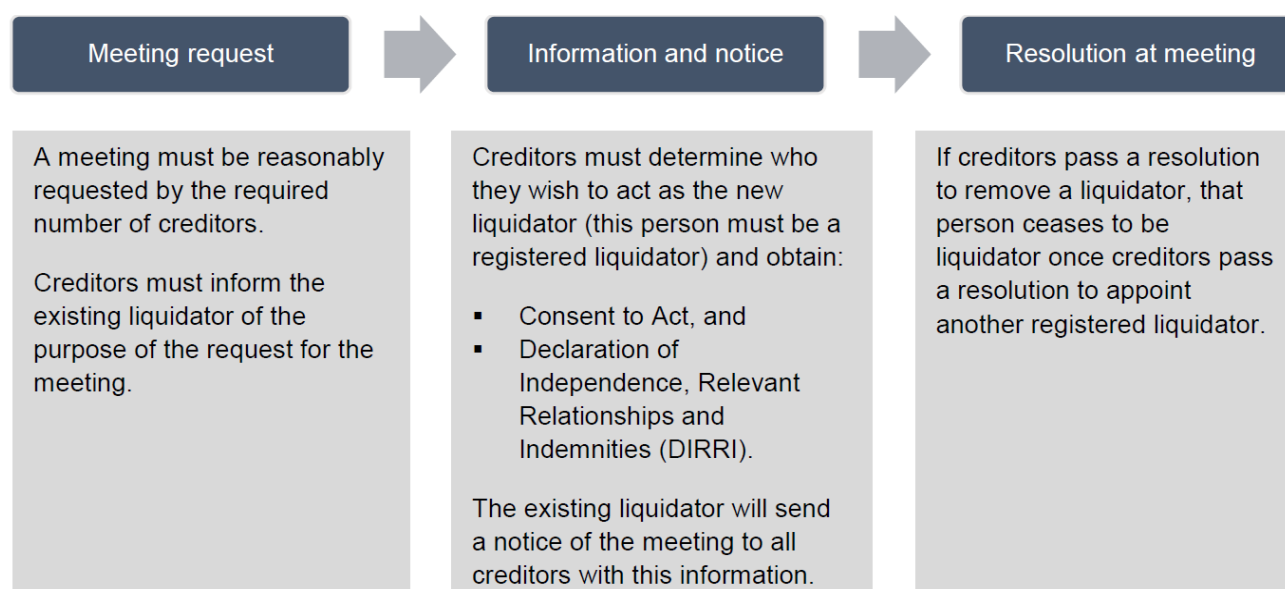 Meeting request
Information and notice
Resolution at meeting
A meeting must be reasonably
requested by the required
number of creditors.
Creditors must inform the
existing liquidator of the
purpose of the request for the
meeting.
Creditors must determine who
they wish to act as the new
liquidator (this person must be a
registered liquidator) and obtain:
▪ Consent to Act, and
▪ Declaration of
Independence, Relevant
Relationships and
Indemnities (DIRRI).
The existing liquidator will send
a notice of the meeting to all
creditors with this information.
If creditors pass a resolution
to remove a liquidator, that
person ceases to be
liquidator once creditors pass
a resolution to appoint
another registered liquidator.